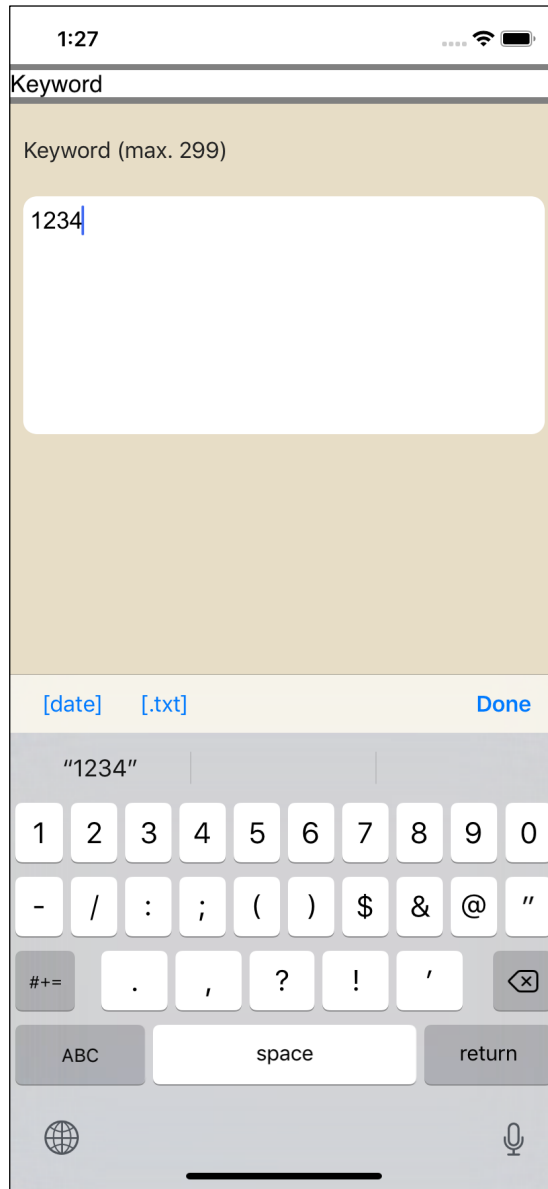 1:27
Keyword
Keyword (max. 299)
1234
[date] [.txt] Done
“1234”
1 2 3 4 5 6 7 8 9 0
- / : ; ( ) $ & @ "
#+= . , ? ! '
ABC space return